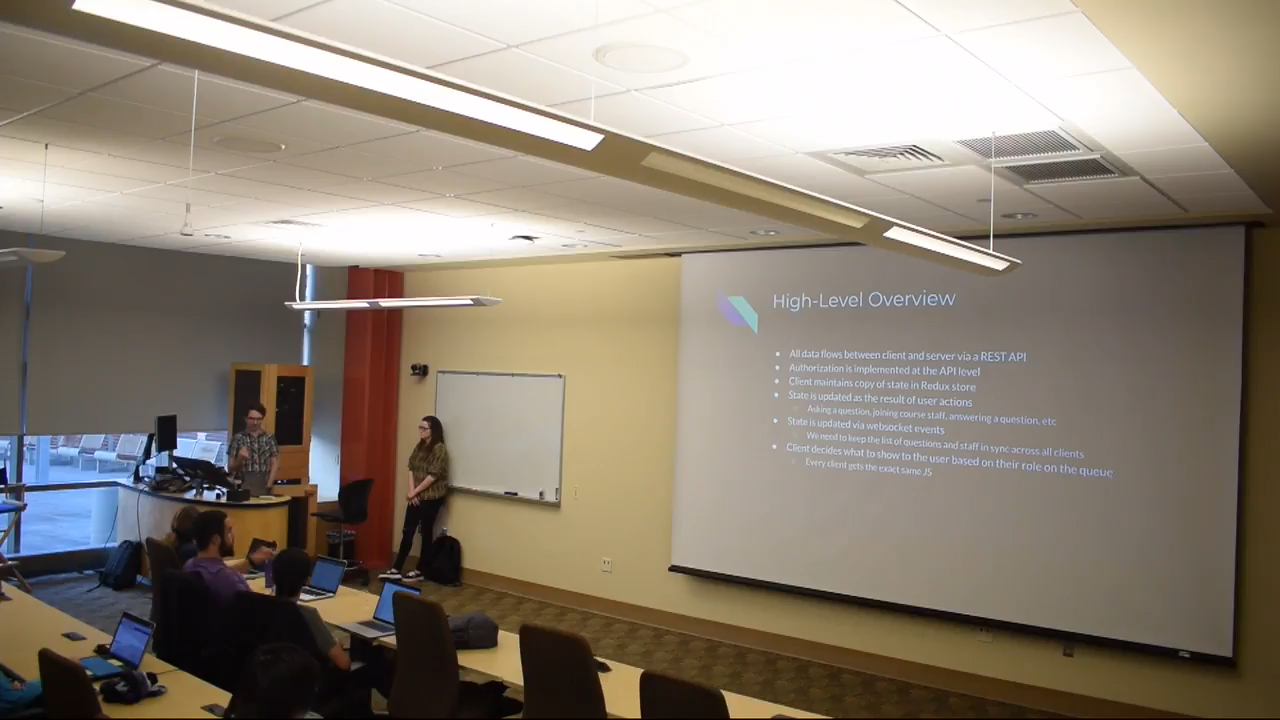 High-Level Overview
All data flows between client and server via a REST API
Authorization is implemented at the API level
Client maintains copy of state in Redux store
State is updated as the result of user actions
Asking a question, joining course staff, answering a question, etc
State is updated via websocket events
We need to keep the list of questions and staff in sync across all clients
Client decides what to show to the user based on their role on the queue
Every client gets the exact same JS